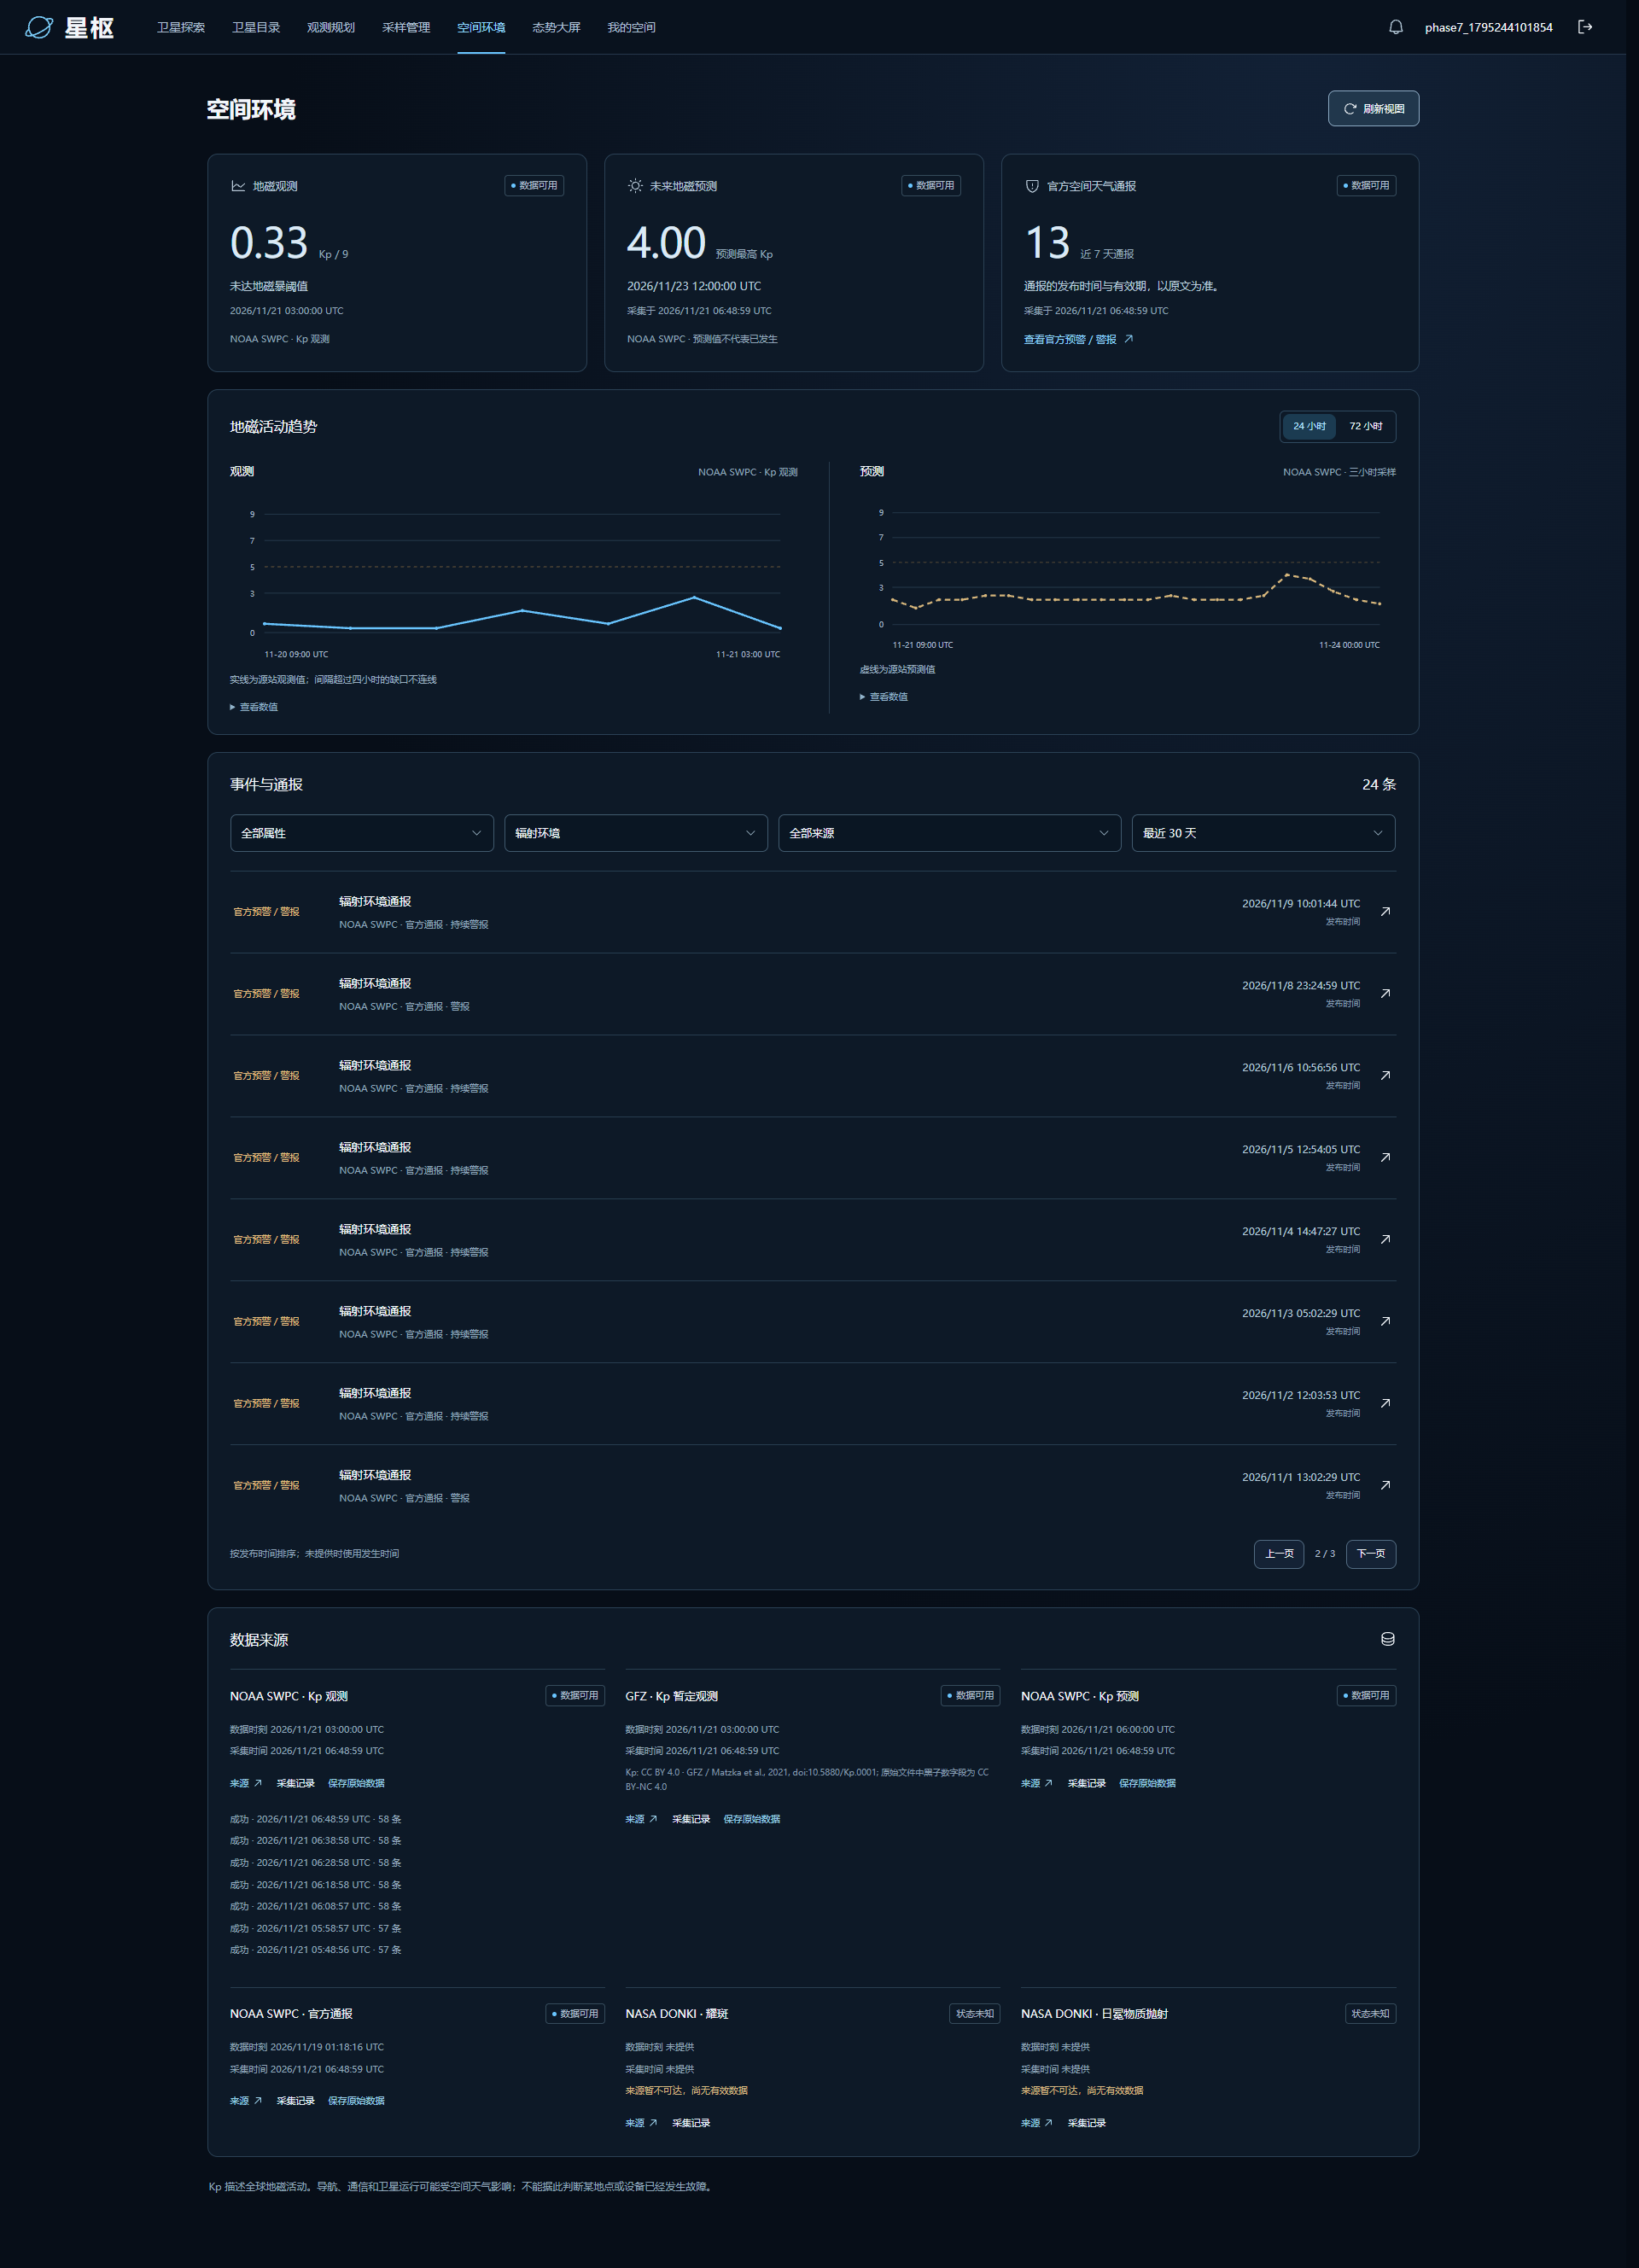 星枢
卫星探索 卫星目录 观测规划 采样管理 空间环境 态势大屏 我的空间
phase7_1795244101854
空间环境
刷新视图
地磁观测
数据可用
0.33 Kp / 9
未达地磁暴阈值
2026/11/21 03:00:00 UTC
NOAA SWPC · Kp 观测
未来地磁预测
数据可用
4.00 预测最高 Kp
2026/11/23 12:00:00 UTC
采集于 2026/11/21 06:48:59 UTC
NOAA SWPC · 预测值不代表已发生
官方空间天气通报
数据可用
13 近 7 天通报
通报的发布时间与有效期，以原文为准。
采集于 2026/11/21 06:48:59 UTC
查看官方预警 / 警报
地磁活动趋势
24 小时 72 小时
观测
NOAA SWPC · Kp 观测
9
7
5
3
0
11-20 09:00 UTC 11-21 03:00 UTC
实线为源站观测值；间隔超过四小时的缺口不连线
查看数值
预测
NOAA SWPC · 三小时采样
9
7
5
3
0
11-21 09:00 UTC 11-24 00:00 UTC
虚线为源站预测值
查看数值
事件与通报
24 条
全部属性 辐射环境 全部来源 最近 30 天
官方预警 / 警报
辐射环境通报
NOAA SWPC · 官方通报 · 持续警报
2026/11/9 10:01:44 UTC
发布时间
官方预警 / 警报
辐射环境通报
NOAA SWPC · 官方通报 · 警报
2026/11/8 23:24:59 UTC
发布时间
官方预警 / 警报
辐射环境通报
NOAA SWPC · 官方通报 · 持续警报
2026/11/6 10:56:56 UTC
发布时间
官方预警 / 警报
辐射环境通报
NOAA SWPC · 官方通报 · 持续警报
2026/11/5 12:54:05 UTC
发布时间
官方预警 / 警报
辐射环境通报
NOAA SWPC · 官方通报 · 持续警报
2026/11/4 14:47:27 UTC
发布时间
官方预警 / 警报
辐射环境通报
NOAA SWPC · 官方通报 · 持续警报
2026/11/3 05:02:29 UTC
发布时间
官方预警 / 警报
辐射环境通报
NOAA SWPC · 官方通报 · 持续警报
2026/11/2 12:03:53 UTC
发布时间
官方预警 / 警报
辐射环境通报
NOAA SWPC · 官方通报 · 警报
2026/11/1 13:02:29 UTC
发布时间
按发布时间排序；未提供时使用发生时间
上一页 2 / 3 下一页
数据来源
NOAA SWPC · Kp 观测
数据可用
数据时刻 2026/11/21 03:00:00 UTC
采集时间 2026/11/21 06:48:59 UTC
来源 采集记录 保存原始数据
成功 · 2026/11/21 06:48:59 UTC · 58 条
成功 · 2026/11/21 06:38:58 UTC · 58 条
成功 · 2026/11/21 06:28:58 UTC · 58 条
成功 · 2026/11/21 06:18:58 UTC · 58 条
成功 · 2026/11/21 06:08:57 UTC · 58 条
成功 · 2026/11/21 05:58:57 UTC · 57 条
成功 · 2026/11/21 05:48:56 UTC · 57 条
GFZ · Kp 暂定观测
数据可用
数据时刻 2026/11/21 03:00:00 UTC
采集时间 2026/11/21 06:48:59 UTC
Kp: CC BY 4.0 · GFZ / Matzka et al., 2021, doi:10.5880/Kp.0001; 原始文件中黑子数字段为 CC
BY-NC 4.0
来源 采集记录 保存原始数据
NOAA SWPC · Kp 预测
数据可用
数据时刻 2026/11/21 06:00:00 UTC
采集时间 2026/11/21 06:48:59 UTC
来源 采集记录 保存原始数据
NOAA SWPC · 官方通报
数据可用
数据时刻 2026/11/19 01:18:16 UTC
采集时间 2026/11/21 06:48:59 UTC
来源 采集记录 保存原始数据
NASA DONKI · 耀斑
状态未知
数据时刻 未提供
采集时间 未提供
来源暂不可达，尚无有效数据
来源 采集记录
NASA DONKI · 日冕物质抛射
状态未知
数据时刻 未提供
采集时间 未提供
来源暂不可达，尚无有效数据
来源 采集记录
Kp 描述全球地磁活动。导航、通信和卫星运行可能受空间天气影响；不能据此判断某地点或设备已经发生故障。